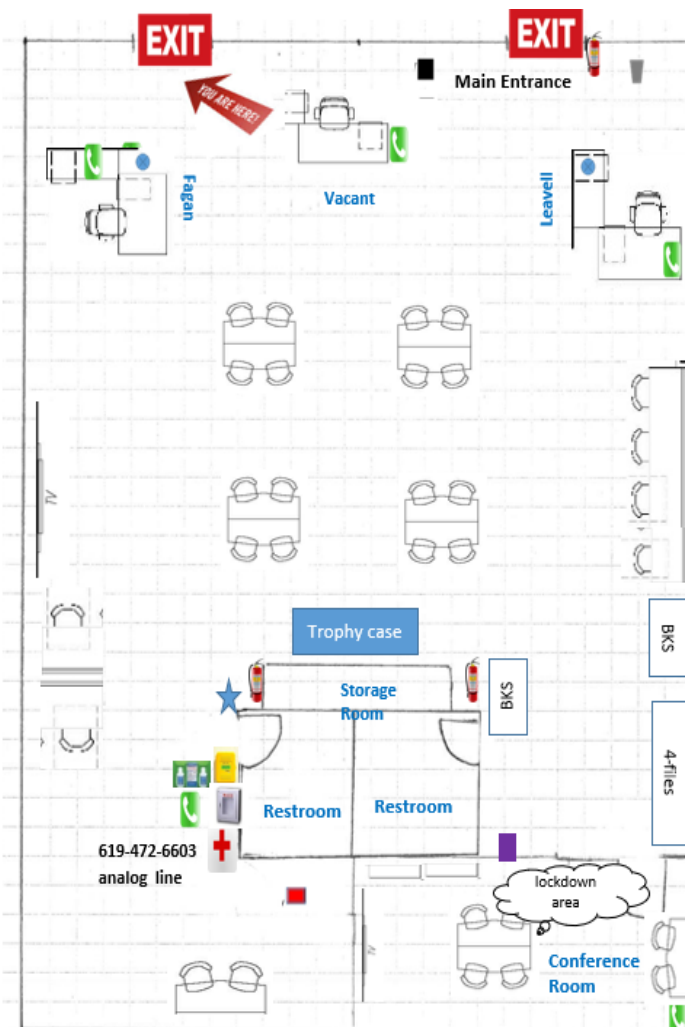 EXIT
EXIT
Main Entrance
YOU ARE HERE!
Fagan
Vacant
Leavell
TV
Trophy case
BKS
Storage
Room
BKS
4-files
Restroom
Restroom
619-472-6603
analog line
lockdown
area
TV
Conference
Room